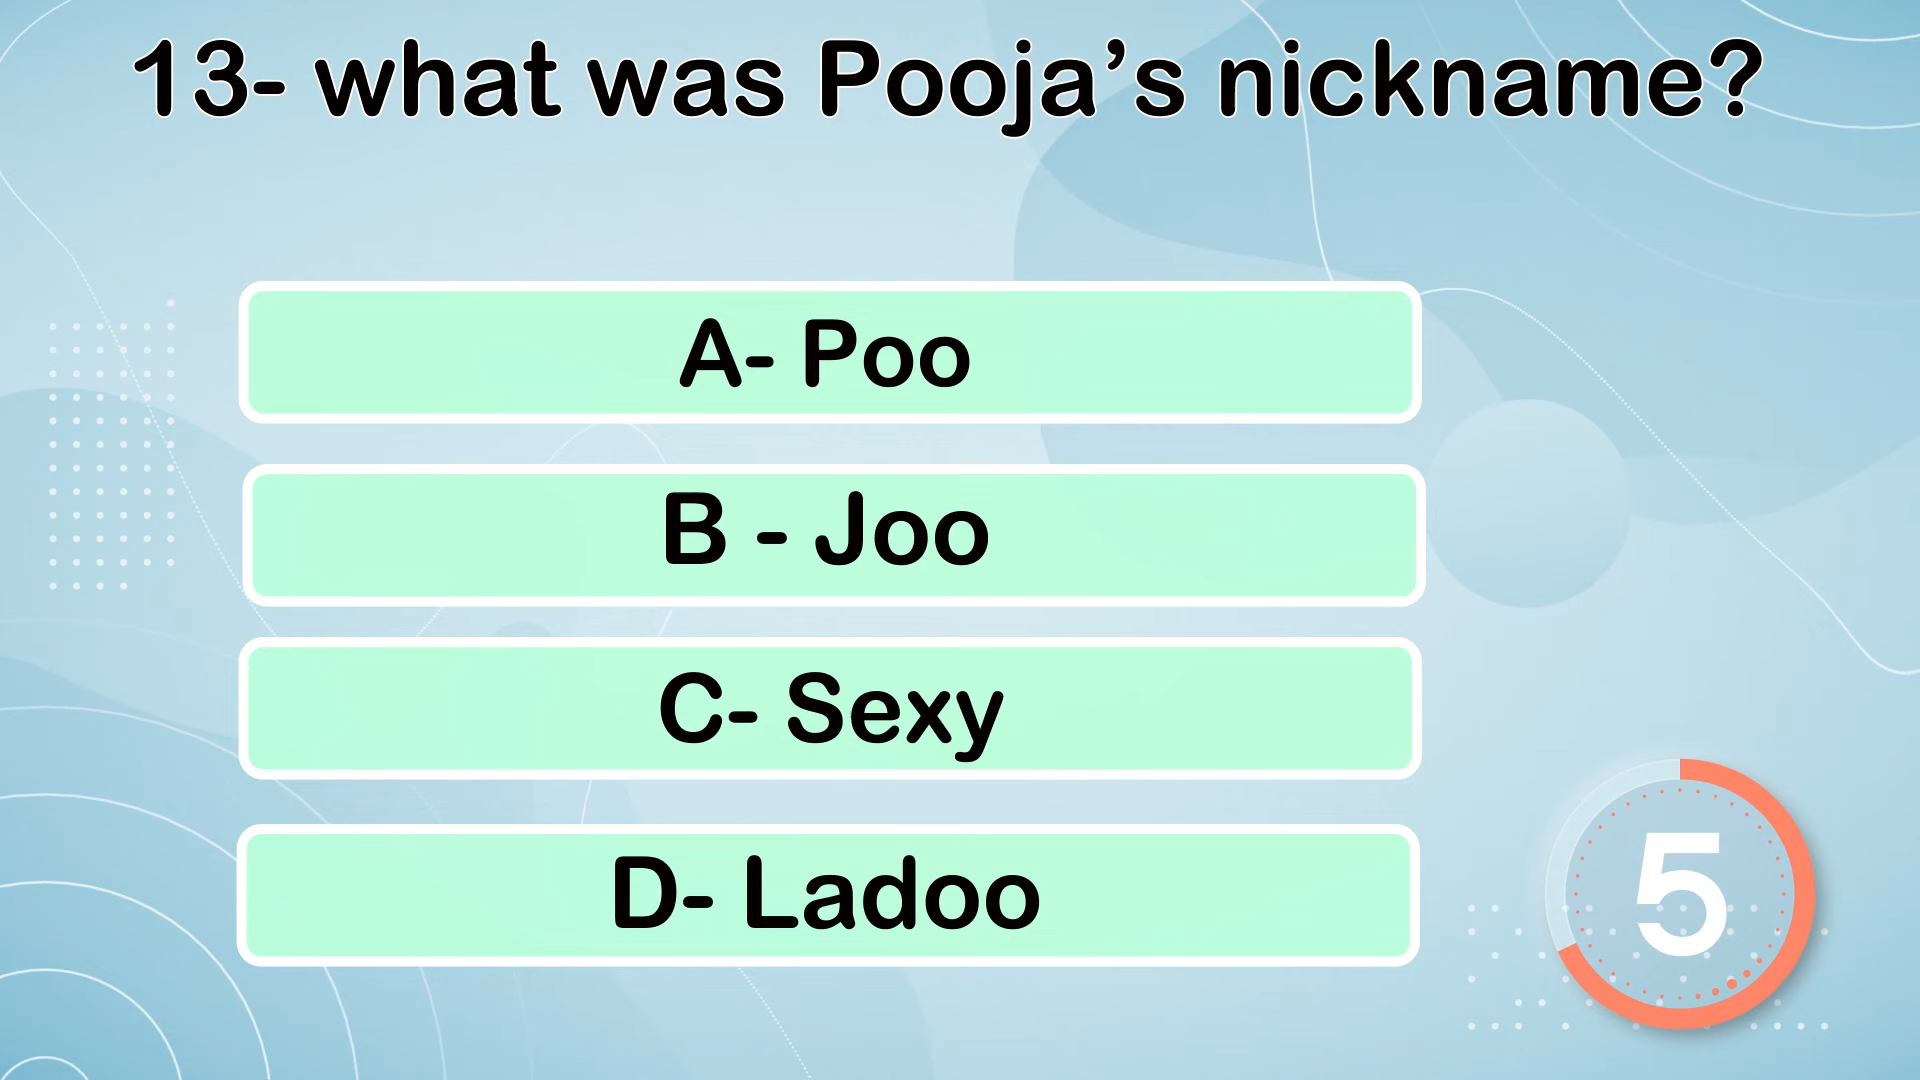 13- what was Pooja’s nickname?
A- Poo
B - Joo
C- Sexy
D- Ladoo
5